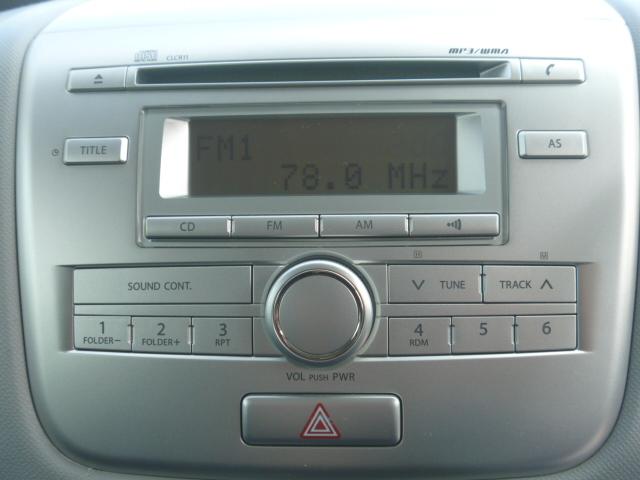 CLCR11 MP3/WMA
TITLE AS
FM1
78.0 MHz
CD FM AM
SOUND CONT. TUNE TRACK
1 2 3 4 5 6
FOLDER− FOLDER+ RPT RDM
VOL PUSH PWR